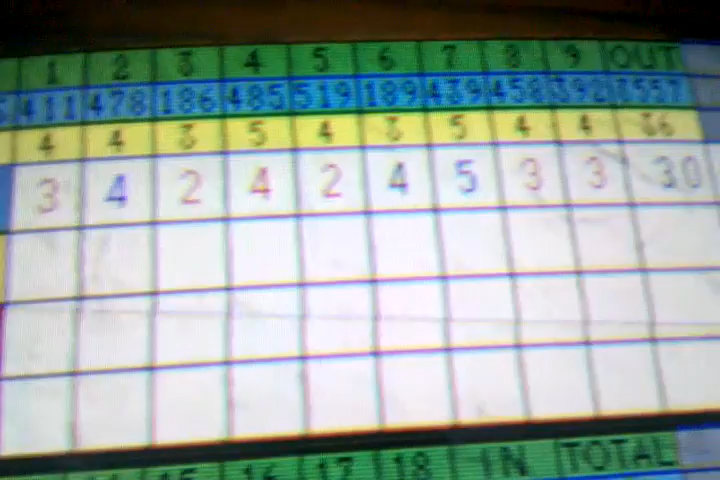 1 2 3 4 5 6 7 8 9 OUT
411 478 186 485 519 189 439 458 392 3557
4 4 3 5 4 3 5 4 4 36
3 4 2 4 2 4 5 3 3 30
15 16 17 18 IN TOTAL